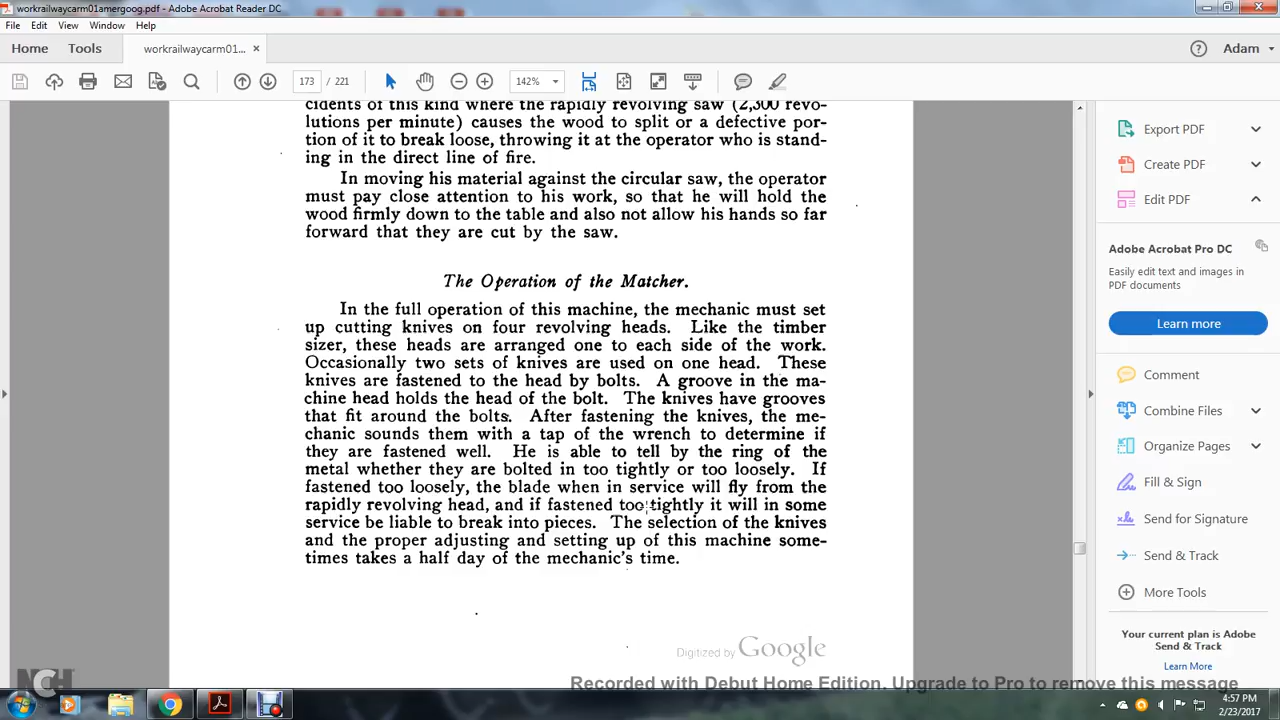 workrailwaycarm01amergoog.pdf - Adobe Acrobat Reader DC
File Edit View Window Help
Home Tools workrailwaycarm01... × Adam
173 / 221 142%
cidents of this kind where the rapidly revolving saw (2,300 revo-
lutions per minute) causes the wood to split or a defective por-
tion of it to break loose, throwing it at the operator who is stand-
ing in the direct line of fire.
In moving his material against the circular saw, the operator
must pay close attention to his work, so that he will hold the
wood firmly down to the table and also not allow his hands so far
forward that they are cut by the saw.
The Operation of the Matcher.
In the full operation of this machine, the mechanic must set
up cutting knives on four revolving heads. Like the timber
sizer, these heads are arranged one to each side of the work.
Occasionally two sets of knives are used on one head. These
knives are fastened to the head by bolts. A groove in the ma-
chine head holds the head of the bolt. The knives have grooves
that fit around the bolts. After fastening the knives, the me-
chanic sounds them with a tap of the wrench to determine if
they are fastened well. He is able to tell by the ring of the
metal whether they are bolted in too tightly or too loosely. If
fastened too loosely, the blade when in service will fly from the
rapidly revolving head, and if fastened too tightly it will in some
service be liable to break into pieces. The selection of the knives
and the proper adjusting and setting up of this machine some-
times takes a half day of the mechanic's time.
Digitized by Google
Export PDF
Create PDF
Edit PDF
Adobe Acrobat Pro DC
Easily edit text and images in
PDF documents
Learn more
Comment
Combine Files
Organize Pages
Fill & Sign
Send for Signature
Send & Track
More Tools
Your current plan is Adobe
Send & Track
Learn More
NCH
Recorded with Debut Home Edition. Upgrade to Pro to remove this message
4:57 PM
2/23/2017